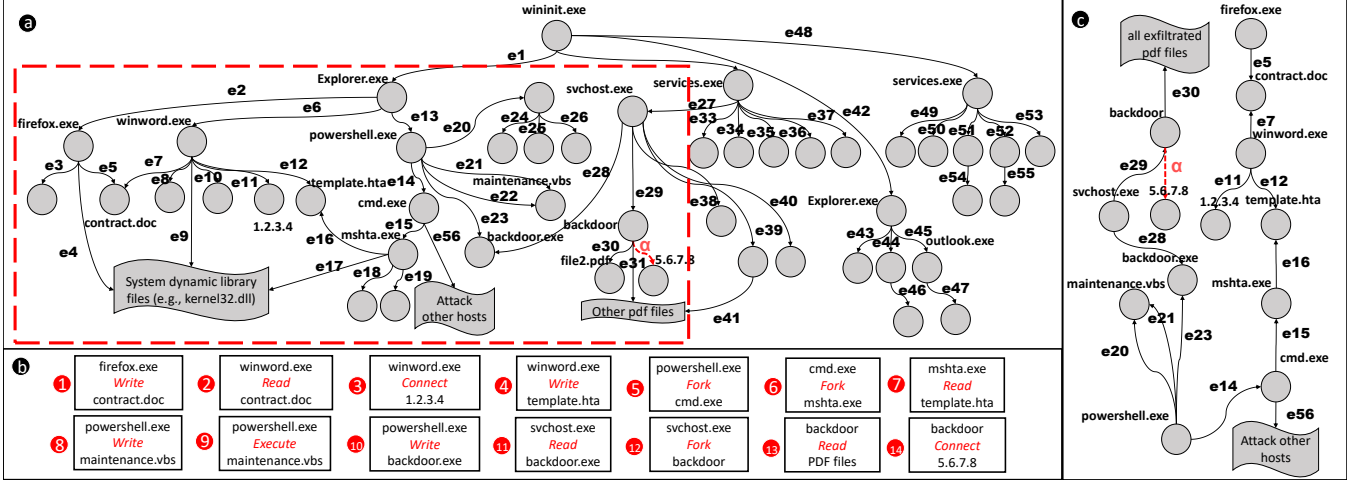 a
wininit.exe
e48
e1
Explorer.exe
services.exe
services.exe
svchost.exe
e2
e6
e13
e20
e27
e42
firefox.exe
winword.exe
powershell.exe
e24
e25
e26
e33
e34
e35
e36
e37
e49
e50
e51
e52
e53
e3
e5
e7
e8
e10
e11
e12
e14
e21
maintenance.vbs
e22
e28
e29
e38
e40
e54
e55
contract.doc
1.2.3.4
template.hta
cmd.exe
Explorer.exe
e15
e23
backdoor
e4
e9
e16
mshta.exe
e56
backdoor.exe
e39
e43
e44
e45
outlook.exe
e17
e18
e19
e30
α
file2.pdf
e31
5.6.7.8
e46
e47
System dynamic library
files (e.g., kernel32.dll)
Attack
other hosts
Other pdf files
e41
b
1
firefox.exe
Write
contract.doc
2
winword.exe
Read
contract.doc
3
winword.exe
Connect
1.2.3.4
4
winword.exe
Write
template.hta
5
powershell.exe
Fork
cmd.exe
6
cmd.exe
Fork
mshta.exe
7
mshta.exe
Read
template.hta
8
powershell.exe
Write
maintenance.vbs
9
powershell.exe
Execute
maintenance.vbs
10
powershell.exe
Write
backdoor.exe
11
svchost.exe
Read
backdoor.exe
12
svchost.exe
Fork
backdoor
13
backdoor
Read
PDF files
14
backdoor
Connect
5.6.7.8
c
firefox.exe
all exfiltrated
pdf files
e5
contract.doc
e30
backdoor
e7
winword.exe
e29
α
svchost.exe
5.6.7.8
e11
e12
1.2.3.4
template.hta
e28
backdoor.exe
e16
maintenance.vbs
mshta.exe
e21
e23
e15
e20
cmd.exe
e14
powershell.exe
e56
Attack other
hosts